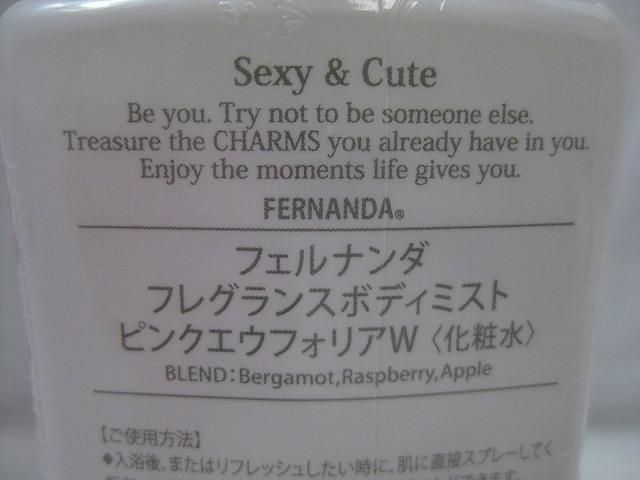 Sexy & Cute
Be you. Try not to be someone else.
Treasure the CHARMS you already have in you.
Enjoy the moments life gives you.
FERNANDA®
フェルナンダ
フレグランスボディミスト
ピンクエウフォリアW〈化粧水〉
BLEND:Bergamot,Raspberry,Apple
【ご使用方法】
◆入浴後、またはリフレッシュしたい時に、肌に直接スプレーしてく